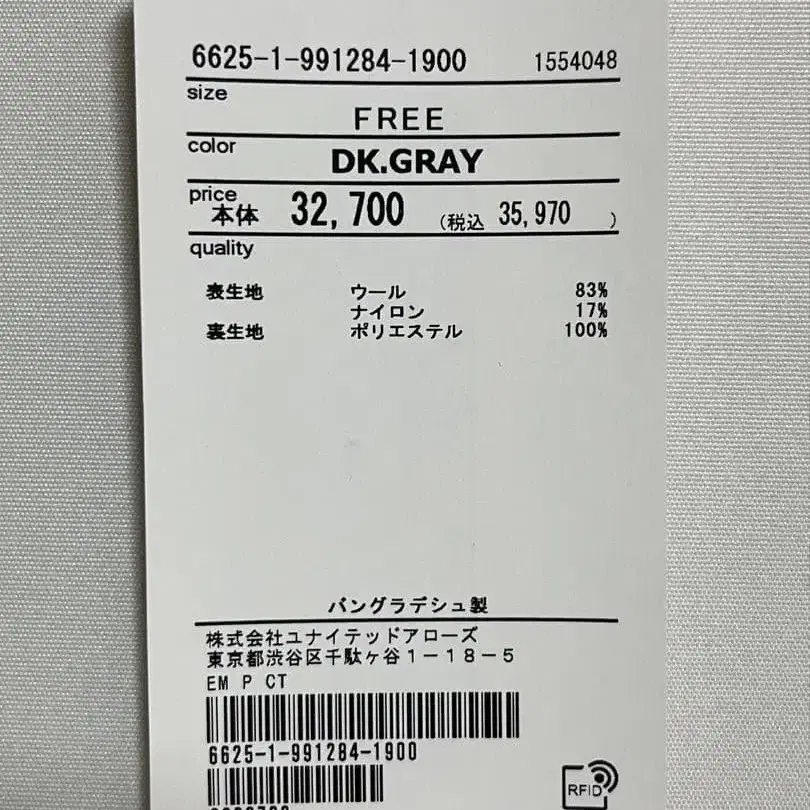 6625-1-991284-1900 1554048
size
FREE
color
DK.GRAY
price
本体 32,700 (税込 35,970 )
quality
表生地 ウール 83%
ナイロン 17%
裏生地 ポリエステル 100%
バングラデシュ製
株式会社ユナイテッドアローズ
東京都渋谷区千駄ヶ谷1-18-5
EM P CT
6625-1-991284-1900
RFID